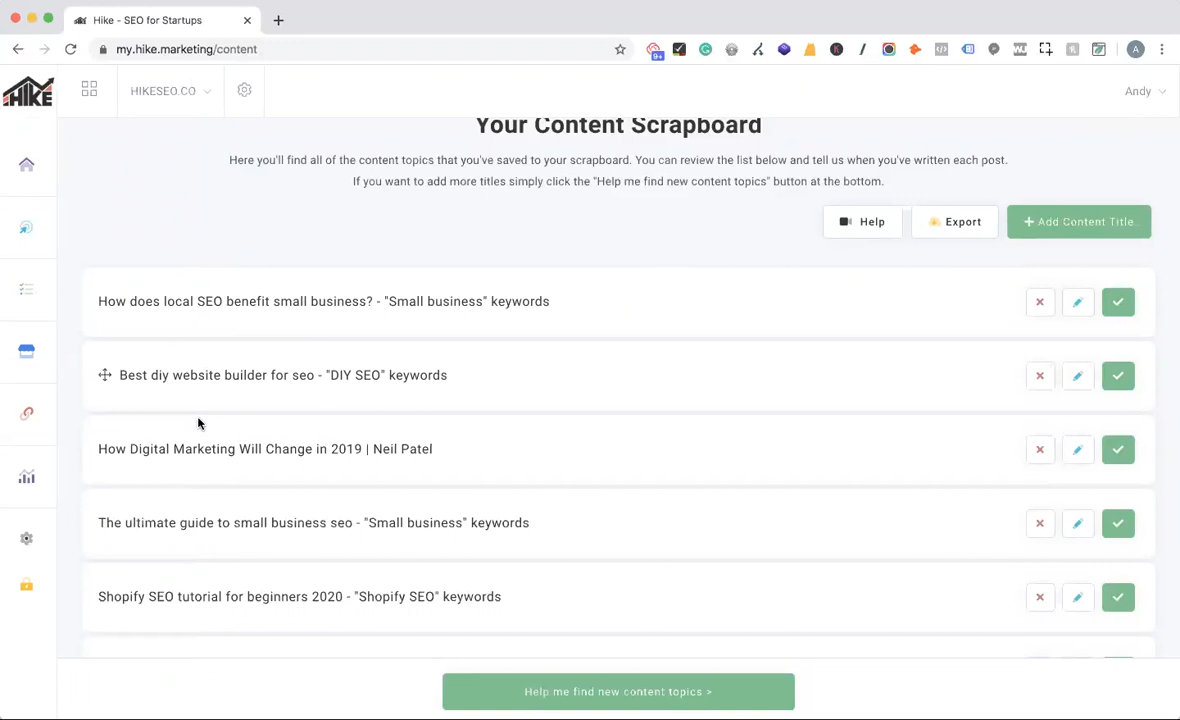 Hike - SEO for Startups
my.hike.marketing/content
9+
A
HIKE
HIKESEO.CO
Andy
Your Content Scrapboard
Here you'll find all of the content topics that you've saved to your scrapboard. You can review the list below and tell us when you've written each post.
If you want to add more titles simply click the "Help me find new content topics" button at the bottom.
Help
Export
+ Add Content Title
How does local SEO benefit small business? - "Small business" keywords
Best diy website builder for seo - "DIY SEO" keywords
How Digital Marketing Will Change in 2019 | Neil Patel
The ultimate guide to small business seo - "Small business" keywords
Shopify SEO tutorial for beginners 2020 - "Shopify SEO" keywords
Help me find new content topics >